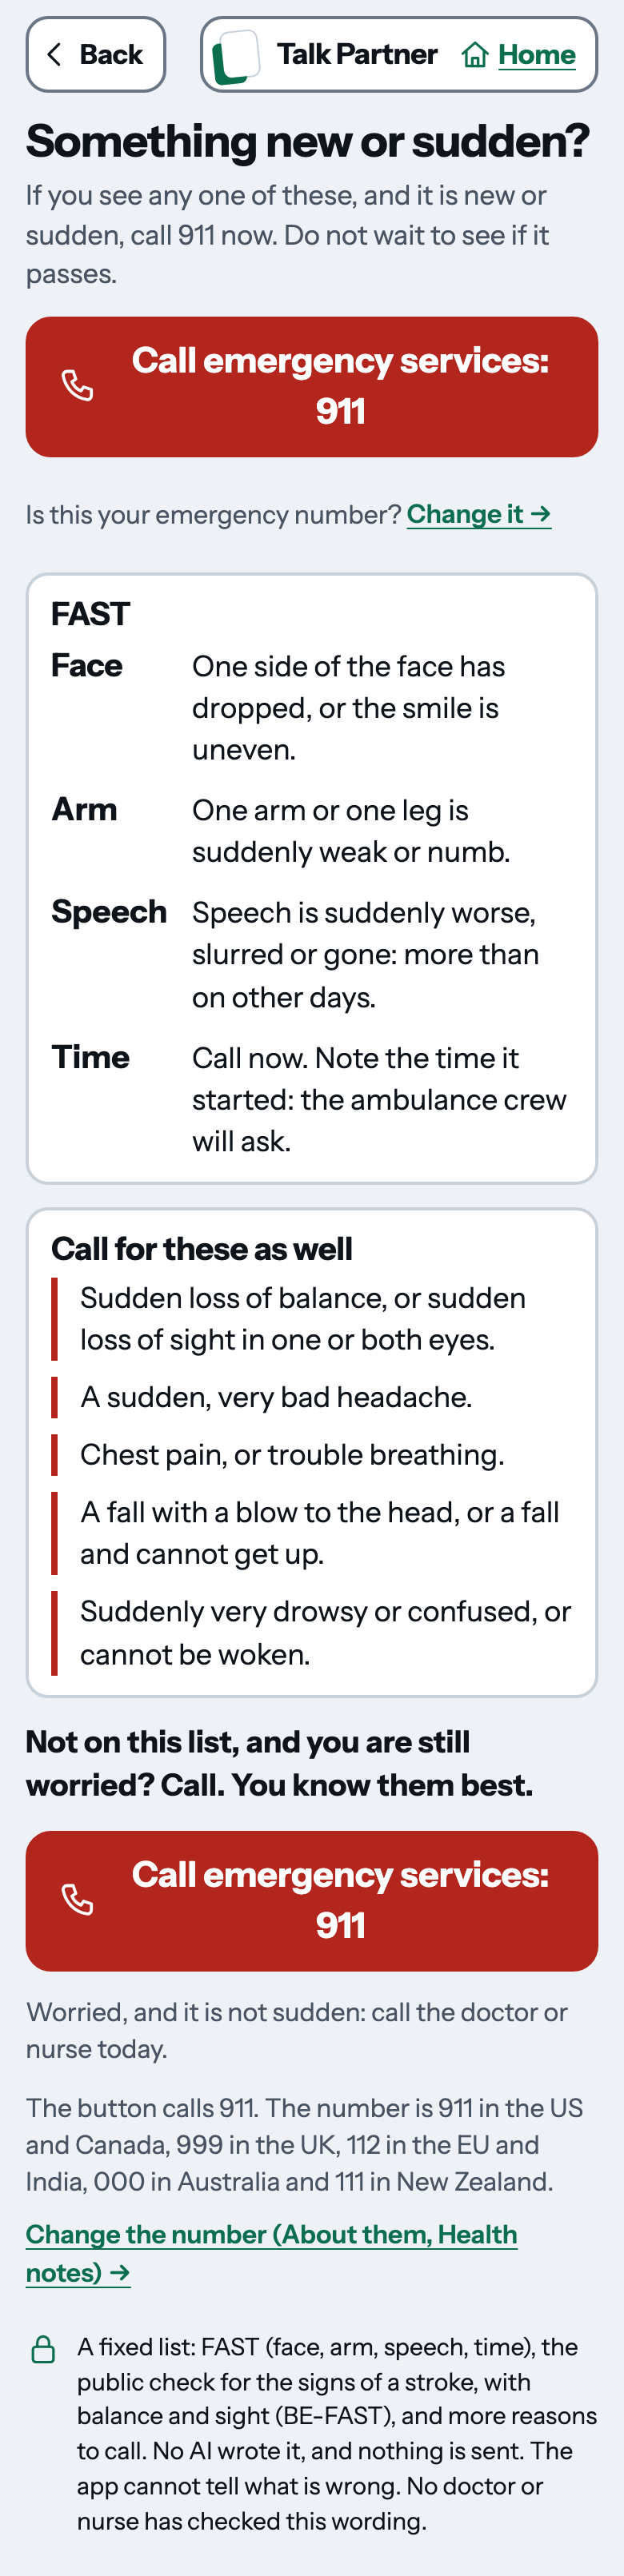 Back
Talk Partner
Home
Something new or sudden?
If you see any one of these, and it is new or
sudden, call 911 now. Do not wait to see if it
passes.
Call emergency services:
911
Is this your emergency number? Change it →
FAST
Face One side of the face has
dropped, or the smile is
uneven.
Arm One arm or one leg is
suddenly weak or numb.
Speech Speech is suddenly worse,
slurred or gone: more than
on other days.
Time Call now. Note the time it
started: the ambulance crew
will ask.
Call for these as well
Sudden loss of balance, or sudden
loss of sight in one or both eyes.
A sudden, very bad headache.
Chest pain, or trouble breathing.
A fall with a blow to the head, or a fall
and cannot get up.
Suddenly very drowsy or confused, or
cannot be woken.
Not on this list, and you are still
worried? Call. You know them best.
Call emergency services:
911
Worried, and it is not sudden: call the doctor or
nurse today.
The button calls 911. The number is 911 in the US
and Canada, 999 in the UK, 112 in the EU and
India, 000 in Australia and 111 in New Zealand.
Change the number (About them, Health
notes) →
A fixed list: FAST (face, arm, speech, time), the
public check for the signs of a stroke, with
balance and sight (BE-FAST), and more reasons
to call. No AI wrote it, and nothing is sent. The
app cannot tell what is wrong. No doctor or
nurse has checked this wording.